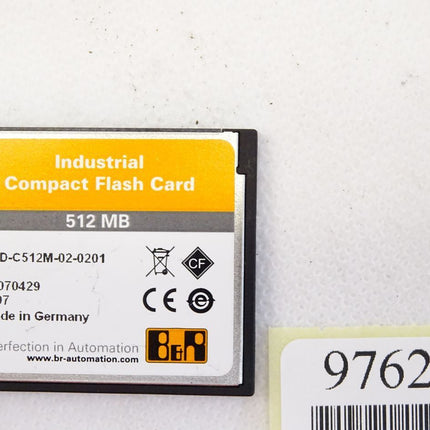 Industrial
Compact Flash Card
512 MB
D-C512M-02-0201
CF
070429
07
CE e
de in Germany
erfection in Automation
www.br-automation.com
B&R
9762